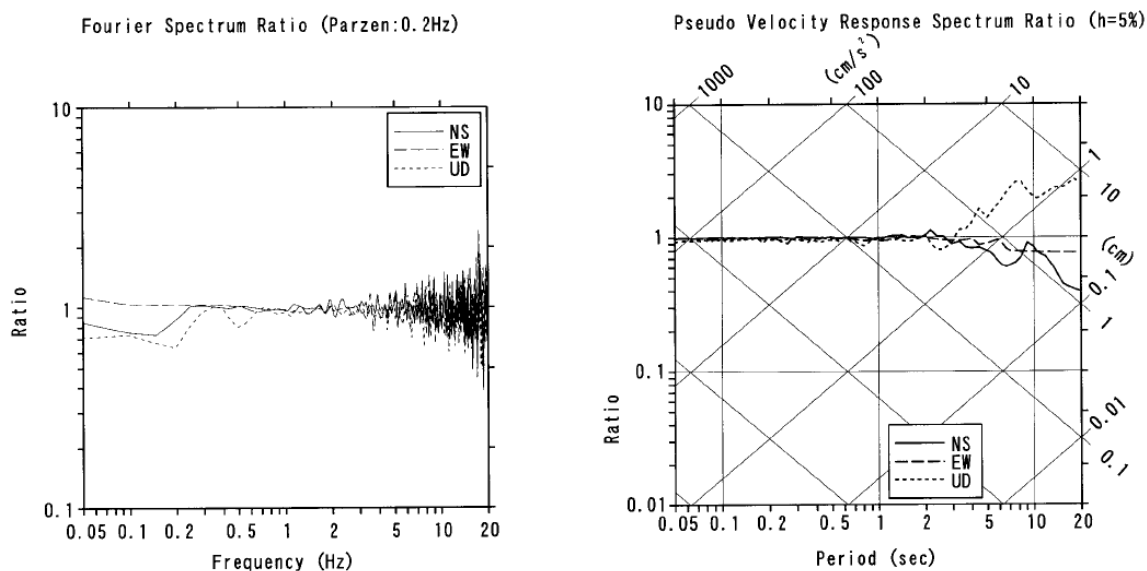 Fourier Spectrum Ratio (Parzen:0.2Hz)
10
1
0.1
Ratio
NS
EW
UD
0.05 0.1 0.2 0.5 1 2 5 10 20
Frequency (Hz)
Pseudo Velocity Response Spectrum Ratio (h=5%)
(cm/s²)
1000
100
10
1
10
(cm)
0.1
1
0.01
0.1
10
1
0.1
0.01
Ratio
NS
EW
UD
0.05 0.1 0.2 0.5 1 2 5 10 20
Period (sec)